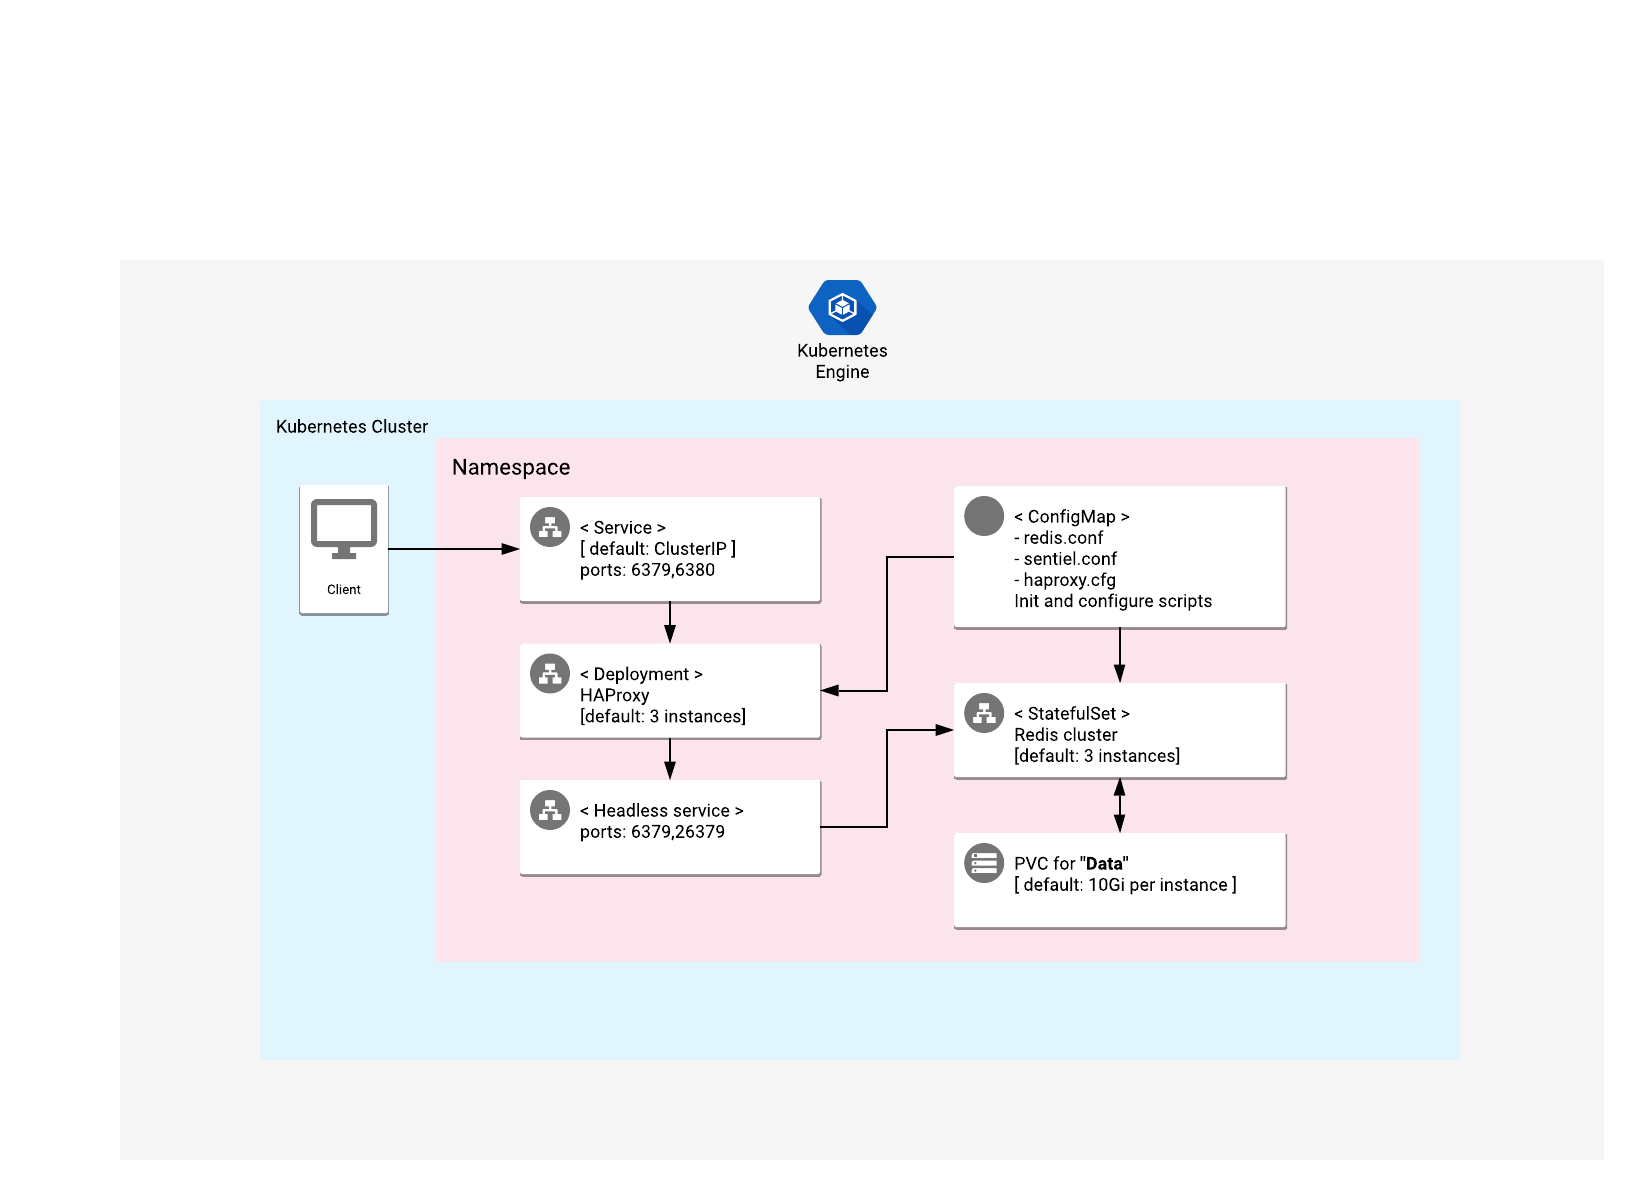 Kubernetes
Engine
Kubernetes Cluster
Namespace
Client
< Service >
[ default: ClusterIP ]
ports: 6379,6380
< Deployment >
HAProxy
[default: 3 instances]
< Headless service >
ports: 6379,26379
< ConfigMap >
- redis.conf
- sentiel.conf
- haproxy.cfg
Init and configure scripts
< StatefulSet >
Redis cluster
[default: 3 instances]
PVC for "Data"
[ default: 10Gi per instance ]